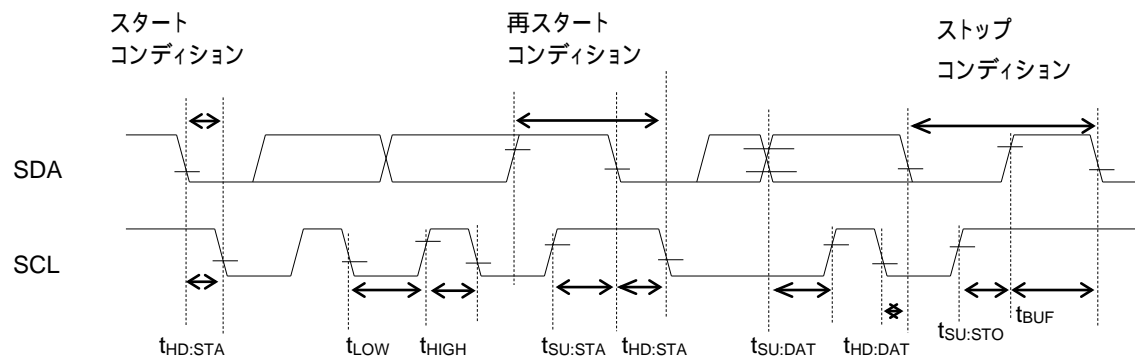 スタート
コンディション
再スタート
コンディション
ストップ
コンディション
SDA
SCL
tHD:STA
tLOW
tHIGH
tSU:STA
tHD:STA
tSU:DAT
tHD:DAT
tSU:STO
tBUF